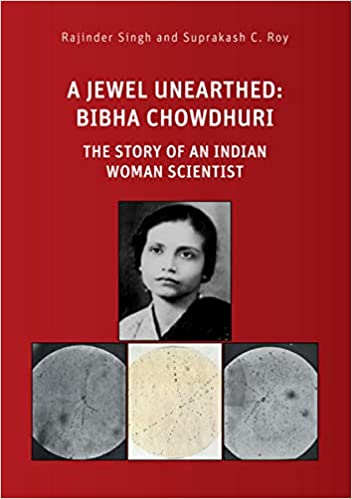 Rajinder Singh and Suprakash C. Roy
A JEWEL UNEARTHED:
BIBHA CHOWDHURI
THE STORY OF AN INDIAN
WOMAN SCIENTIST